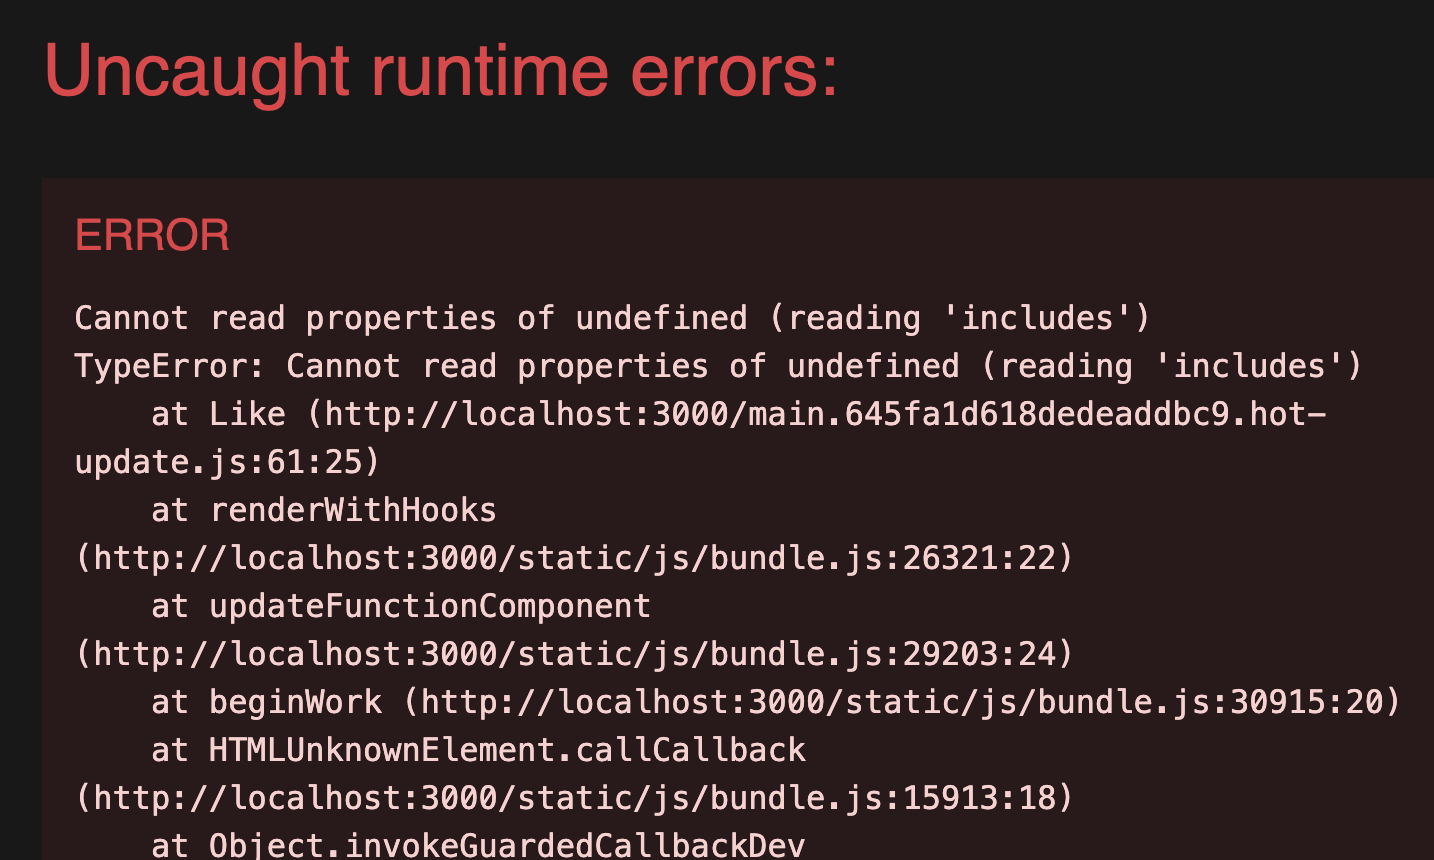 Uncaught runtime errors:
ERROR
Cannot read properties of undefined (reading 'includes')
TypeError: Cannot read properties of undefined (reading 'includes')
    at Like (http://localhost:3000/main.645fa1d618dedeaddbc9.hot-
update.js:61:25)
    at renderWithHooks
(http://localhost:3000/static/js/bundle.js:26321:22)
    at updateFunctionComponent
(http://localhost:3000/static/js/bundle.js:29203:24)
    at beginWork (http://localhost:3000/static/js/bundle.js:30915:20)
    at HTMLUnknownElement.callCallback
(http://localhost:3000/static/js/bundle.js:15913:18)
    at Object.invokeGuardedCallbackDev